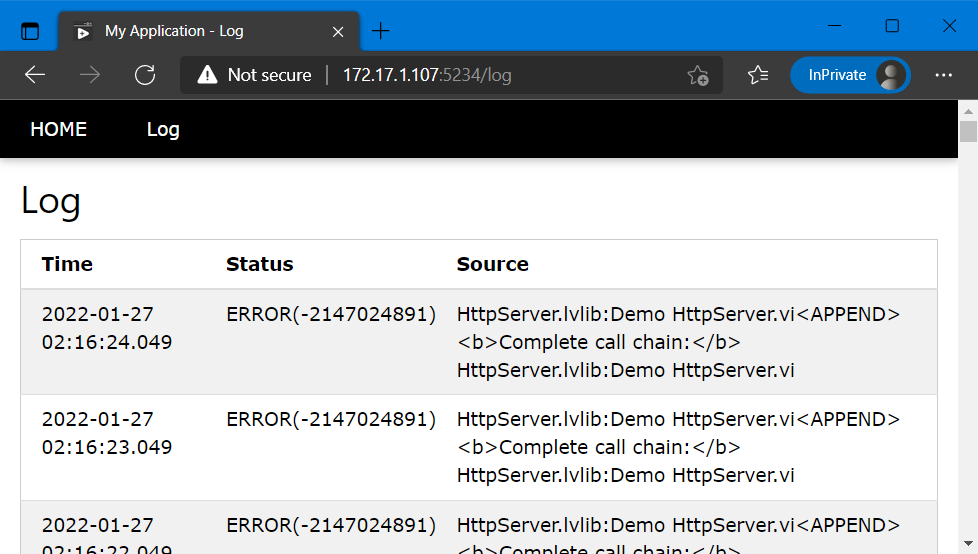 My Application - Log
Not secure 172.17.1.107:5234/log InPrivate
HOME Log
Log
Time Status Source
2022-01-27 ERROR(-2147024891) HttpServer.lvlib:Demo HttpServer.vi<APPEND>
02:16:24.049 <b>Complete call chain:</b>
HttpServer.lvlib:Demo HttpServer.vi
2022-01-27 ERROR(-2147024891) HttpServer.lvlib:Demo HttpServer.vi<APPEND>
02:16:23.049 <b>Complete call chain:</b>
HttpServer.lvlib:Demo HttpServer.vi
2022-01-27 ERROR(-2147024891) HttpServer.lvlib:Demo HttpServer.vi<APPEND>
02:16:22.049 <b>Complete call chain:</b>